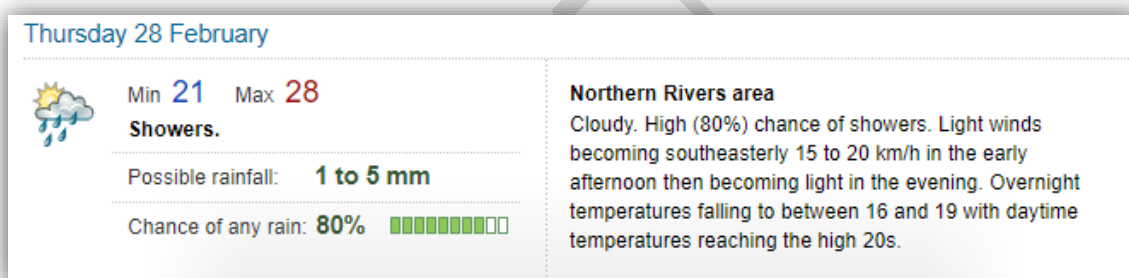 Thursday 28 February
Min 21 Max 28
Showers.
Possible rainfall: 1 to 5 mm
Chance of any rain: 80%
Northern Rivers area
Cloudy. High (80%) chance of showers. Light winds
becoming southeasterly 15 to 20 km/h in the early
afternoon then becoming light in the evening. Overnight
temperatures falling to between 16 and 19 with daytime
temperatures reaching the high 20s.